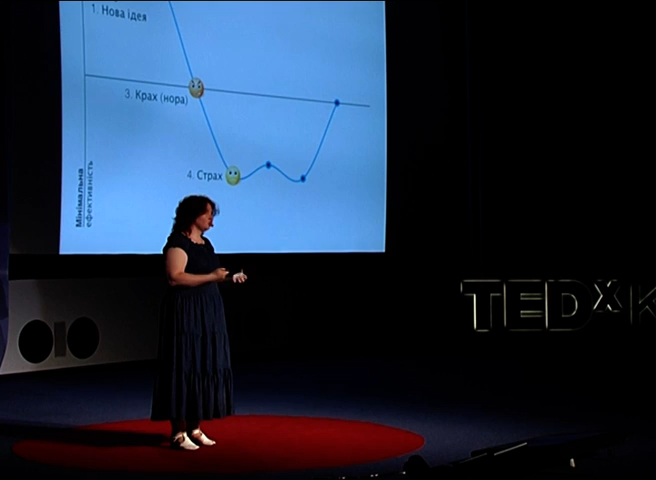 1. Нова ідея
3. Крах (нора)
4. Страх
Мінімальна
ефективність
TEDxK